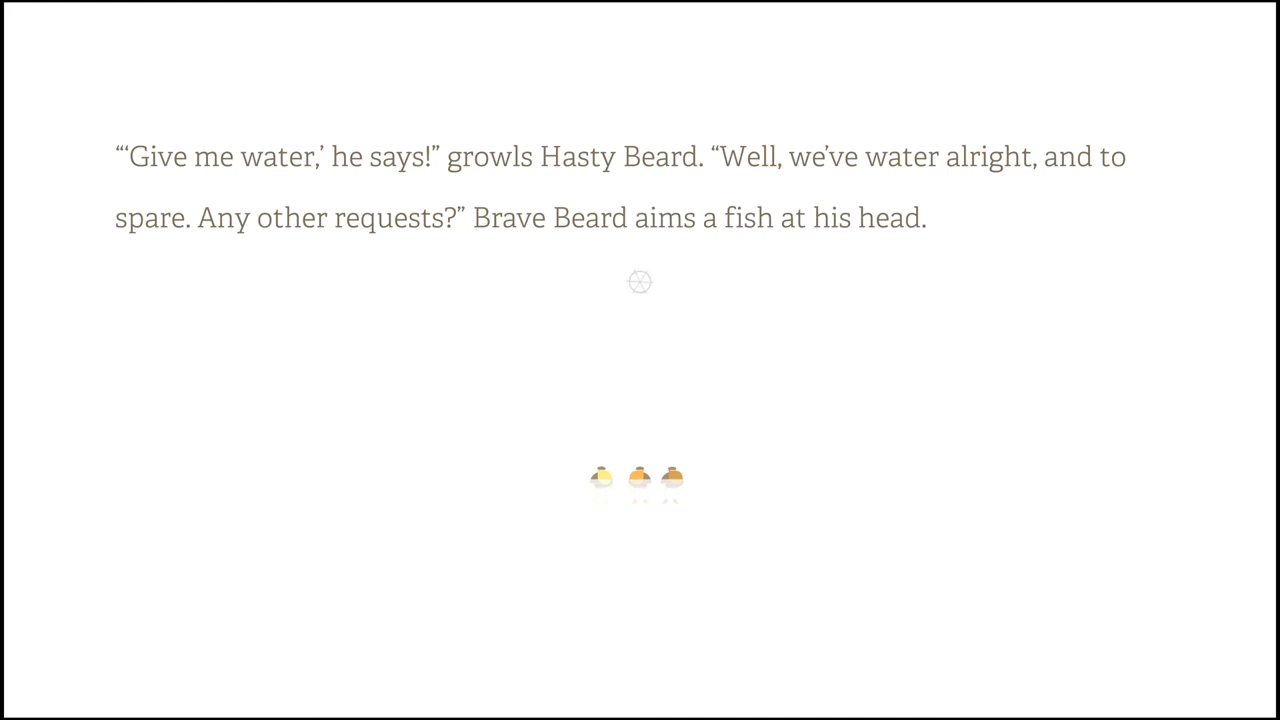 “‘Give me water,’ he says!” growls Hasty Beard. “Well, we’ve water alright, and to
spare. Any other requests?” Brave Beard aims a fish at his head.